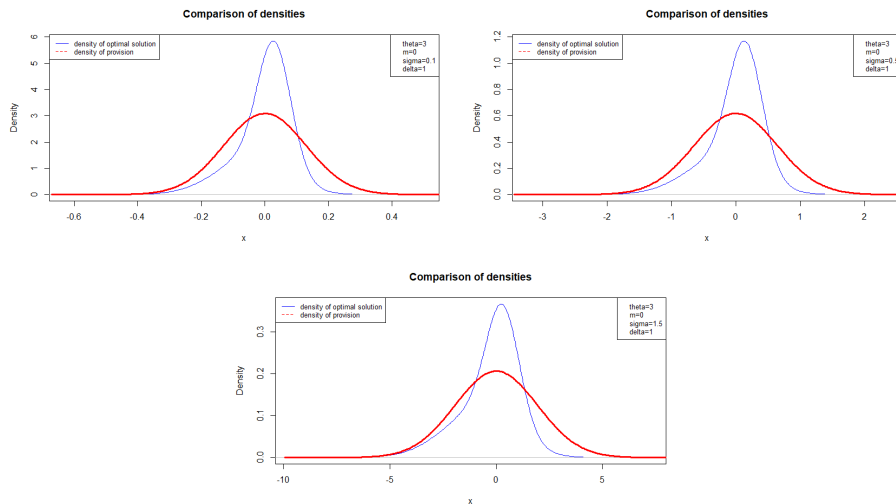 Comparison of densities
density of optimal solution
density of provision
theta=3
m=0
sigma=0.1
delta=1
Density
6
5
4
3
2
1
0
-0.6
-0.4
-0.2
0.0
0.2
0.4
x
Comparison of densities
density of optimal solution
density of provision
theta=3
m=0
sigma=0.5
delta=1
Density
1.2
1.0
0.8
0.6
0.4
0.2
0.0
-3
-2
-1
0
1
2
x
Comparison of densities
density of optimal solution
density of provision
theta=3
m=0
sigma=1.5
delta=1
Density
0.3
0.2
0.1
0.0
-10
-5
0
5
x